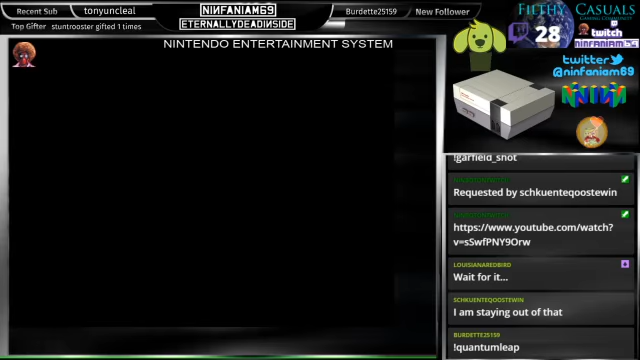 Recent Sub
tonyuncleal
NINFANIAM69
ETERNALLYDEADINSIDE
Burdette25159
New Follower
Top Gifter stuntrooster gifted 1 times
FILTHY CASUALS
GAMING COMMUNITY
28
twitch
NINFANIAM69
NINTENDO ENTERTAINMENT SYSTEM
twitter
@ninfaniam69
!garfield_shot
Requested by schkuenteqoostewin
https://www.youtube.com/watch?
v=sSwfPNY9Orw
LOUISIANAREDBIRD
Wait for it...
SCHKUENTEQOOSTEWIN
I am staying out of that
BURDETTE25159
!quantumleap